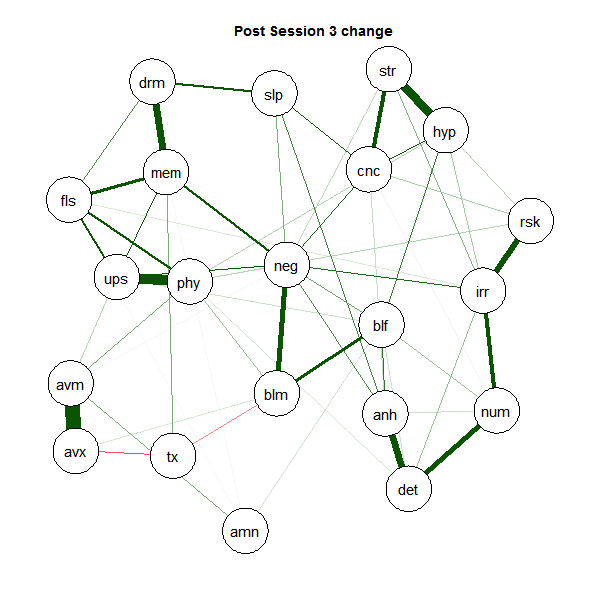 Post Session 3 change
str
drm
slp
hyp
cnc
mem
fls
rsk
neg
ups
phy
irr
blf
avm
blm
anh
num
avx
tx
det
amn